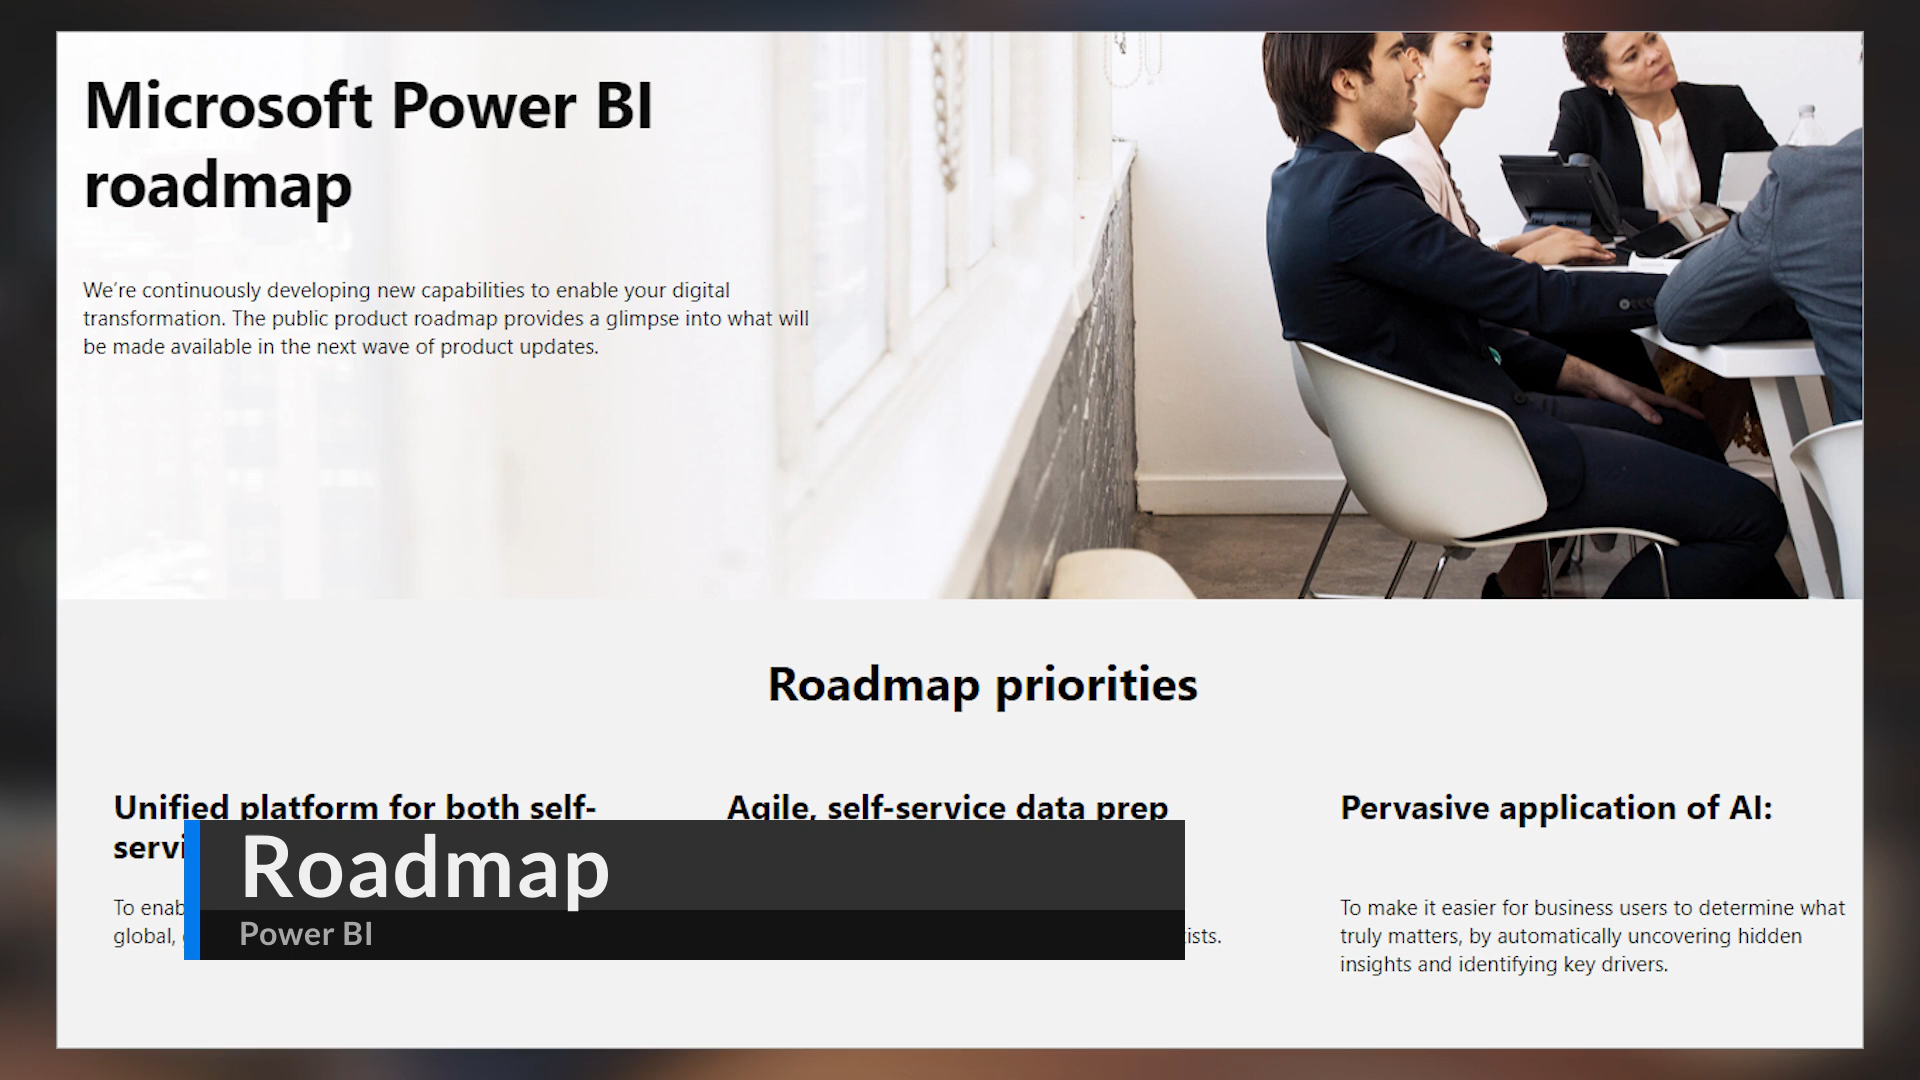 Microsoft Power BI
roadmap
We're continuously developing new capabilities to enable your digital
transformation. The public product roadmap provides a glimpse into what will
be made available in the next wave of product updates.
Roadmap priorities
Unified platform for both self-
Agile, self-service data prep
Pervasive application of AI:
To
global,
To make it easier for business users to determine what
truly matters, by automatically uncovering hidden
insights and identifying key drivers.
Roadmap
Power BI